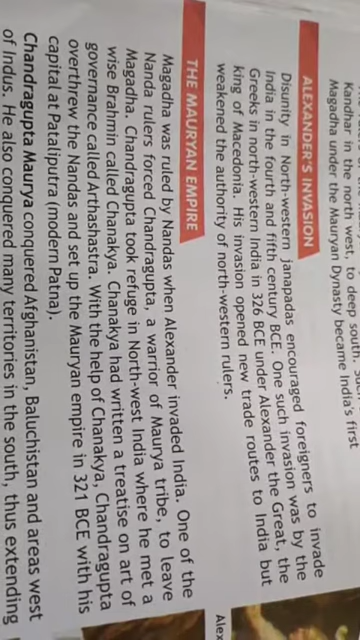 Kandhar in the north west, to deep south. Such
Magadha under the Mauryan Dynasty became India's first
ALEXANDER'S INVASION
Disunity in North-western janapadas encouraged foreigners to invade
India in the fourth and fifth century BCE. One such invasion was by the
Greeks in north-western India in 326 BCE under Alexander the Great, the
king of Macedonia. His invasion opened new trade routes to India but
weakened the authority of north-western rulers.
Alex
THE MAURYAN EMPIRE
Magadha was ruled by Nandas when Alexander invaded India. One of the
Nanda rulers forced Chandragupta, a warrior of Maurya tribe, to leave
Magadha. Chandragupta took refuge in North-west India where he met a
wise Brahmin called Chanakya. Chanakya had written a treatise on art of
governance called Arthashastra. With the help of Chanakya, Chandragupta
overthrew the Nandas and set up the Mauryan empire in 321 BCE with his
capital at Pataliputra (modern Patna).
Chandragupta Maurya conquered Afghanistan, Baluchistan and areas west
of Indus. He also conquered many territories in the south, thus extending